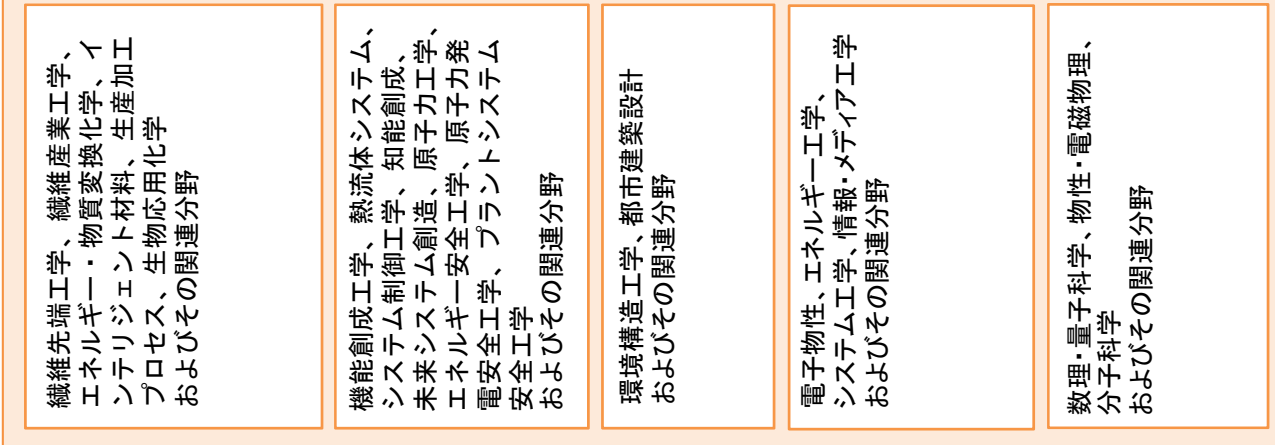 繊維先端工学、繊維産業工学、
エネルギー・物質変換化学、イ
ンテリジェント材料、生産加工
プロセス、生物応用化学
およびその関連分野
機能創成工学、熱流体システム、
システム制御工学、知能創成、
未来システム創造、原子力工学、
エネルギー安全工学、原子力発
電安全工学、プラントシステム
安全工学
およびその関連分野
環境構造工学、都市建築設計
およびその関連分野
電子物性、エネルギー工学、
システム工学、情報・メディア工学
およびその関連分野
数理・量子科学、物性・電磁物理、
分子科学
およびその関連分野